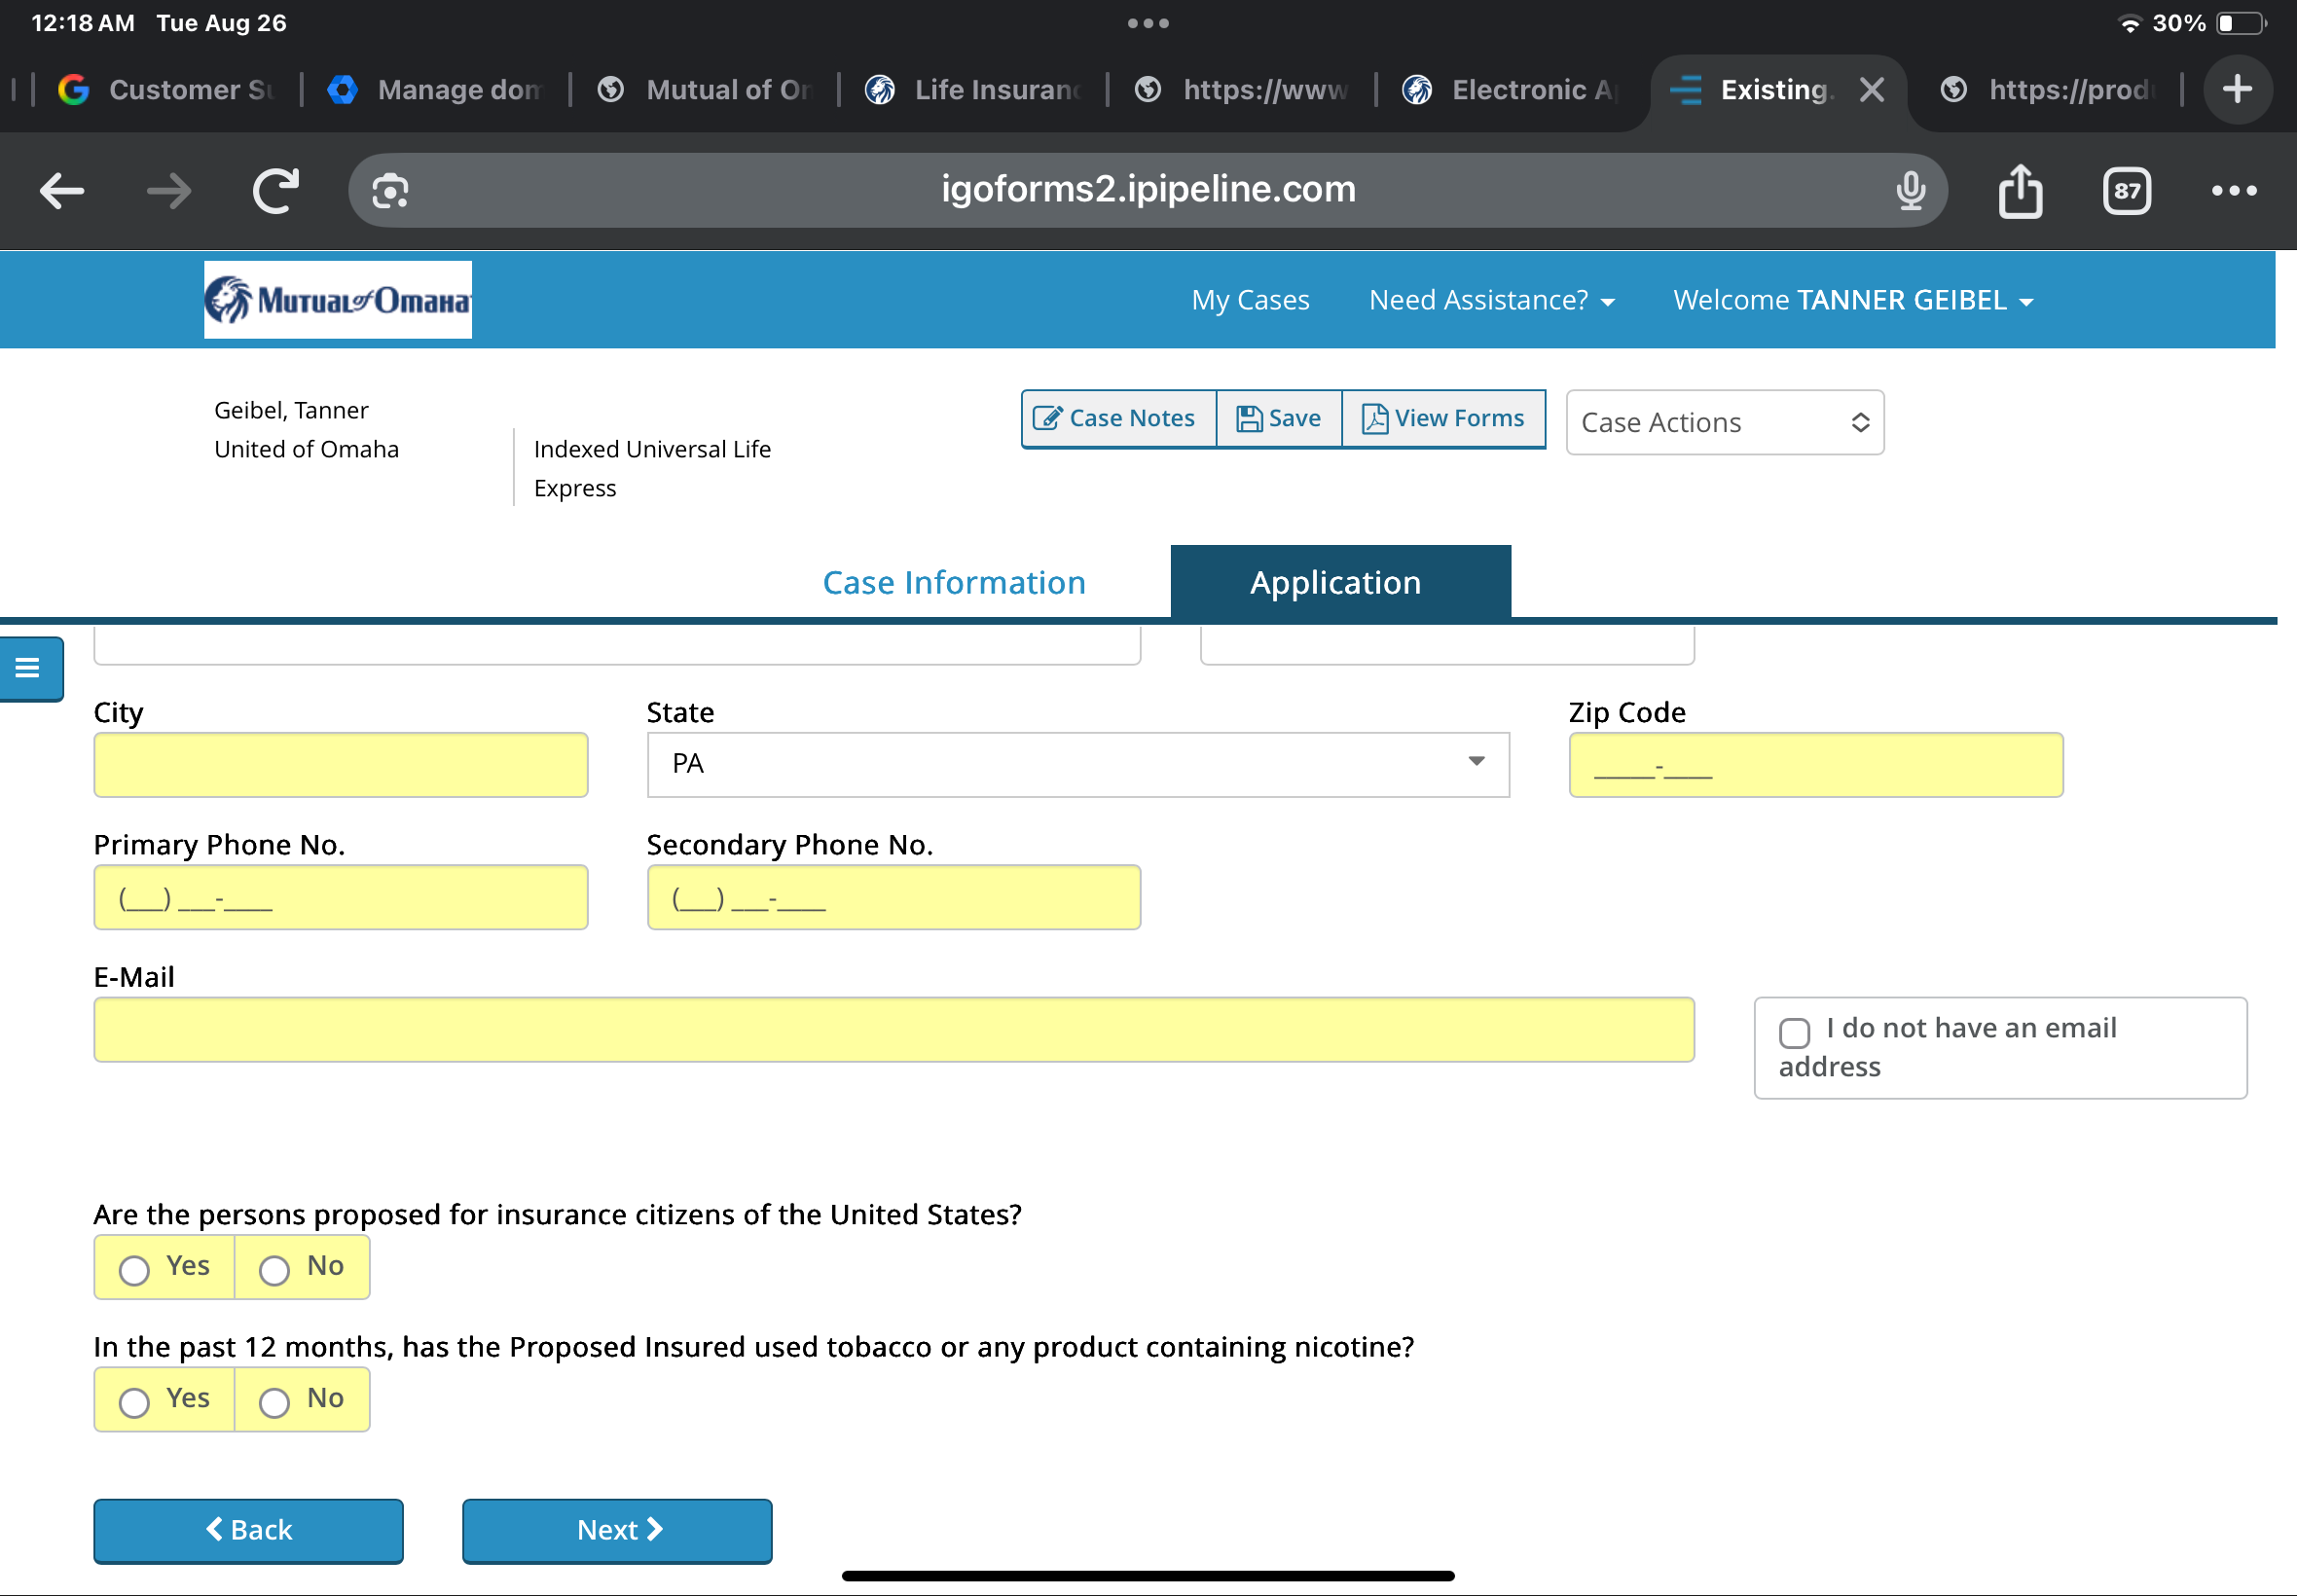 12:18 AM Tue Aug 26
30%
Customer Su
Manage dom
Mutual of Om
Life Insuranc
https://www
Electronic Ap
Existing.
https://prod
igoforms2.ipipeline.com
87
Mutual of Omaha
My Cases
Need Assistance?
Welcome TANNER GEIBEL
Geibel, Tanner
United of Omaha
Indexed Universal Life
Express
Case Notes
Save
View Forms
Case Actions
Case Information
Application
City
State
Zip Code
PA
_____-____
Primary Phone No.
Secondary Phone No.
(___) ___-____
(___) ___-____
E-Mail
I do not have an email
address
Are the persons proposed for insurance citizens of the United States?
Yes
No
In the past 12 months, has the Proposed Insured used tobacco or any product containing nicotine?
Yes
No
Back
Next